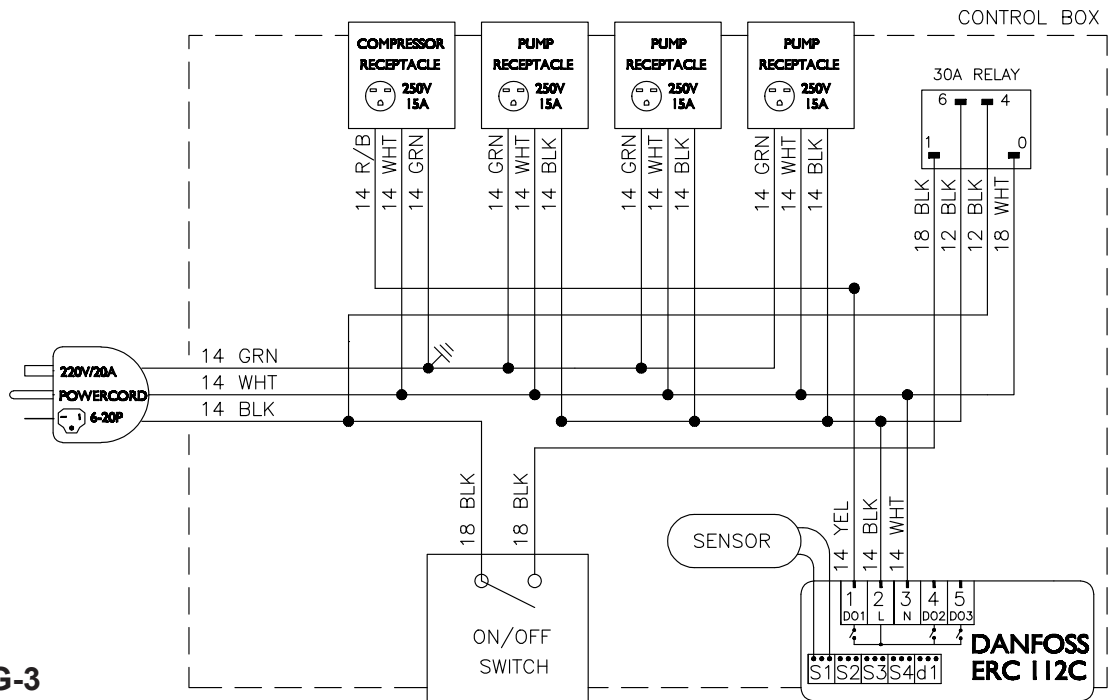 CONTROL BOX
COMPRESSOR
RECEPTACLE
250V
15A
PUMP
RECEPTACLE
250V
15A
PUMP
RECEPTACLE
250V
15A
PUMP
RECEPTACLE
250V
15A
30A RELAY
6
4
1
0
14 R/B
14 WHT
14 GRN
14 GRN
14 WHT
14 BLK
14 GRN
14 WHT
14 BLK
14 GRN
14 WHT
14 BLK
18 BLK
12 BLK
12 BLK
18 WHT
220V/20A
POWERCORD
6-20P
14 GRN
14 WHT
14 BLK
18 BLK
18 BLK
ON/OFF
SWITCH
SENSOR
14 YEL
14 BLK
14 WHT
1 2 3 4 5
DO1 L N DO2 DO3
S1 S2 S3 S4 d1
DANFOSS
ERC 112C
G-3